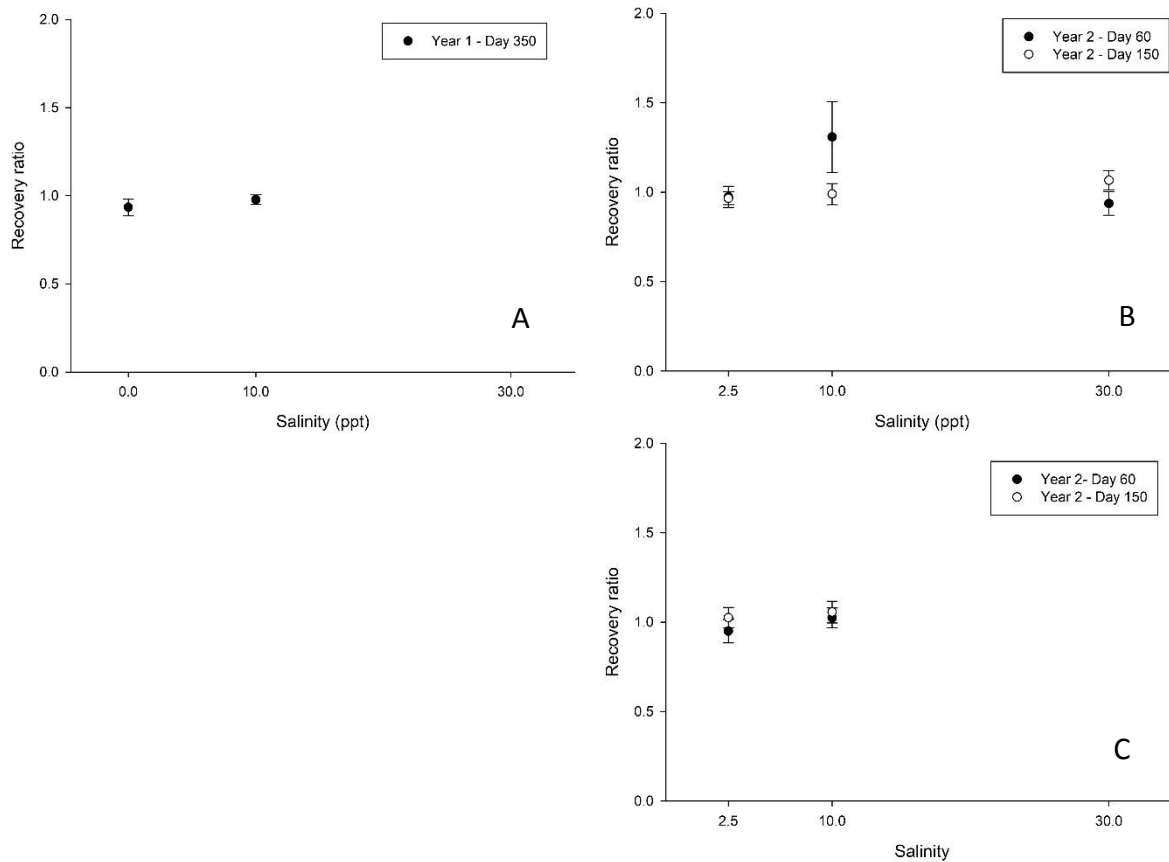 2.0
1.5
1.0
0.5
0.0
Recovery ratio
Year 1 - Day 350
A
0.0 10.0 30.0
Salinity (ppt)
2.0
1.5
1.0
0.5
0.0
Recovery ratio
Year 2 - Day 60
Year 2 - Day 150
B
2.5 10.0 30.0
Salinity (ppt)
2.0
1.5
1.0
0.5
0.0
Recovery ratio
Year 2- Day 60
Year 2 - Day 150
C
2.5 10.0 30.0
Salinity